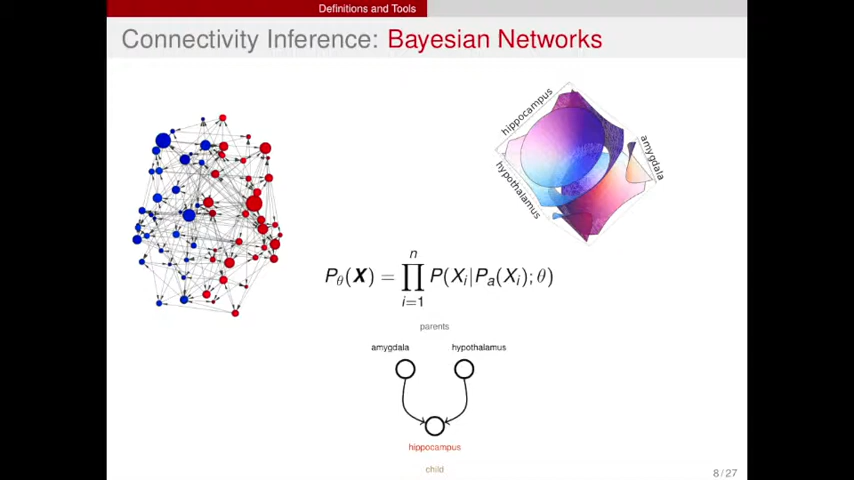 Definitions and Tools
Connectivity Inference: Bayesian Networks
hippocampus
amygdala
hypothalamus
P_θ(X) = ∏_{i=1}^{n} P(X_i|P_a(X_i); θ)
parents
amygdala hypothalamus
hippocampus
child
8 / 27